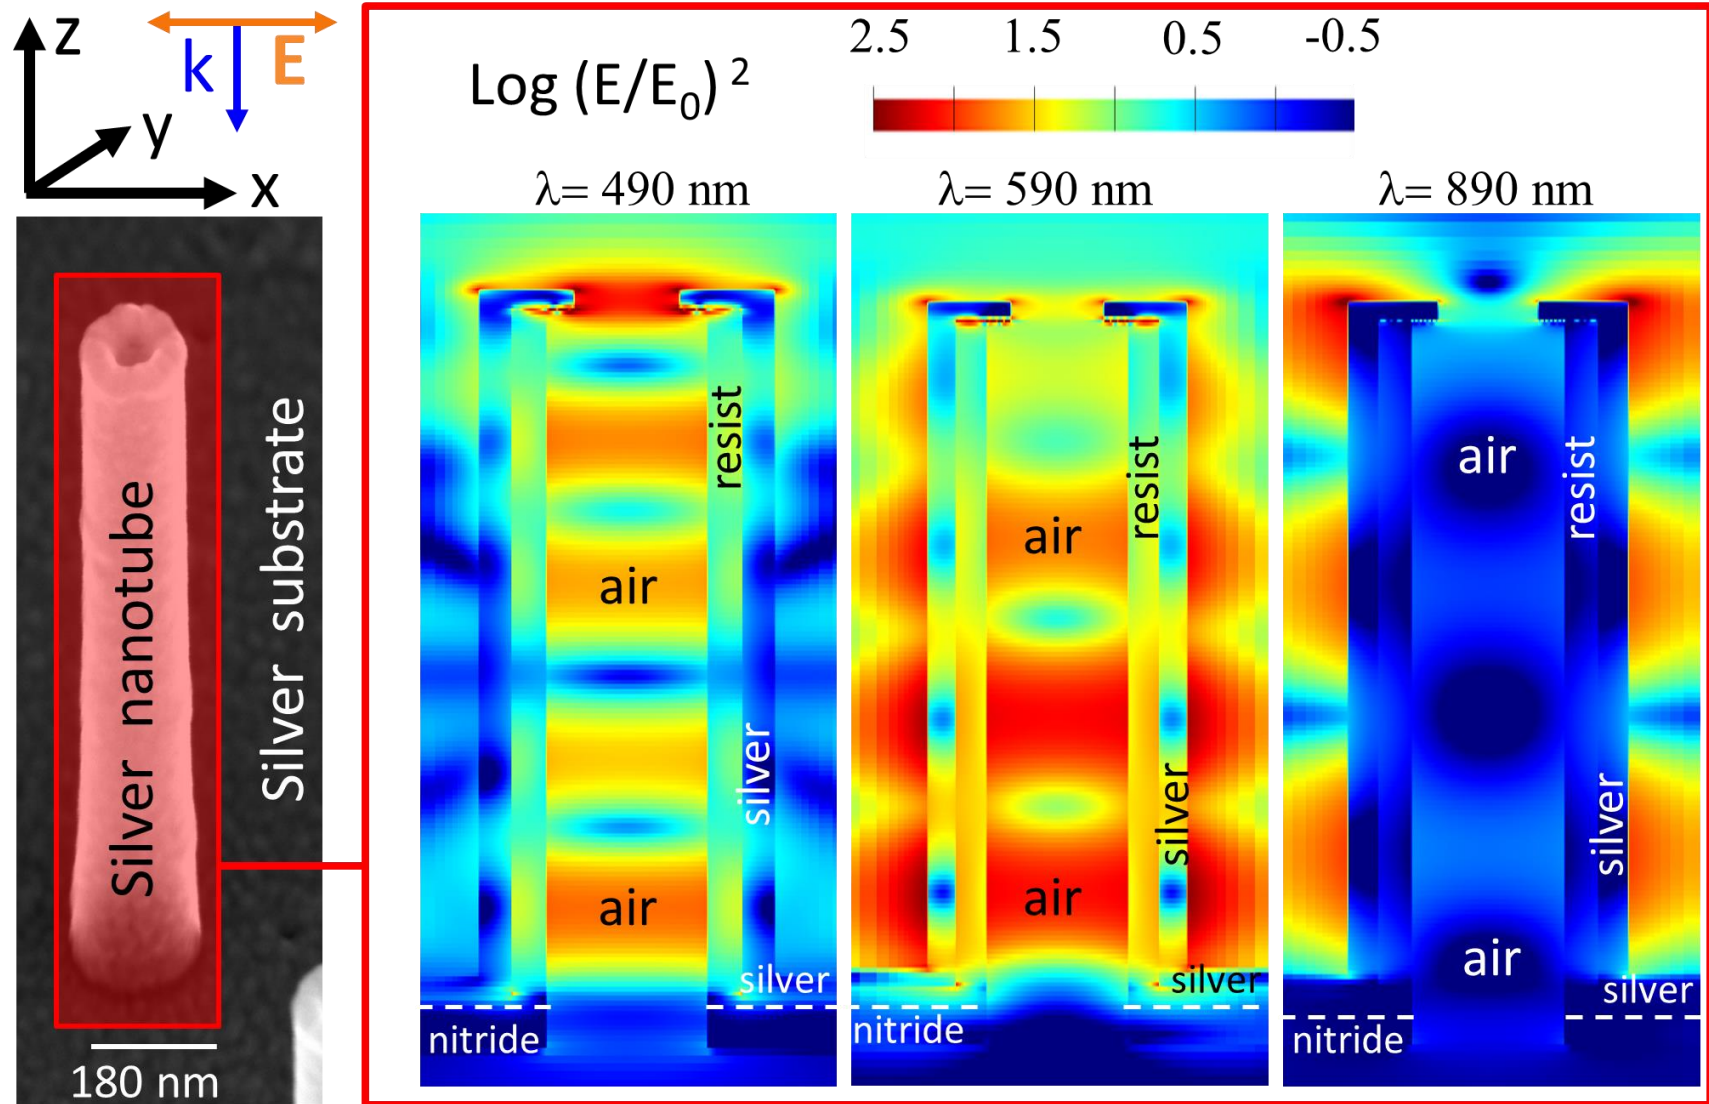 z
k E
y
x
Silver nanotube
Silver substrate
180 nm
Log (E/E₀)²
2.5 1.5 0.5 -0.5
λ= 490 nm
resist
air
silver
air
silver
nitride
λ= 590 nm
resist
air
silver
air
silver
nitride
λ= 890 nm
air
resist
silver
air
silver
nitride